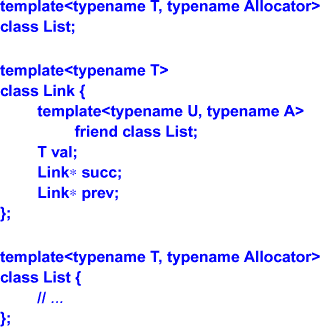 template<typename T, typename Allocator>
class List;
template<typename T>
class Link {
template<typename U, typename A>
friend class List;
T val;
Link∗ succ;
Link∗ prev;
};
template<typename T, typename Allocator>
class List {
// ...
};